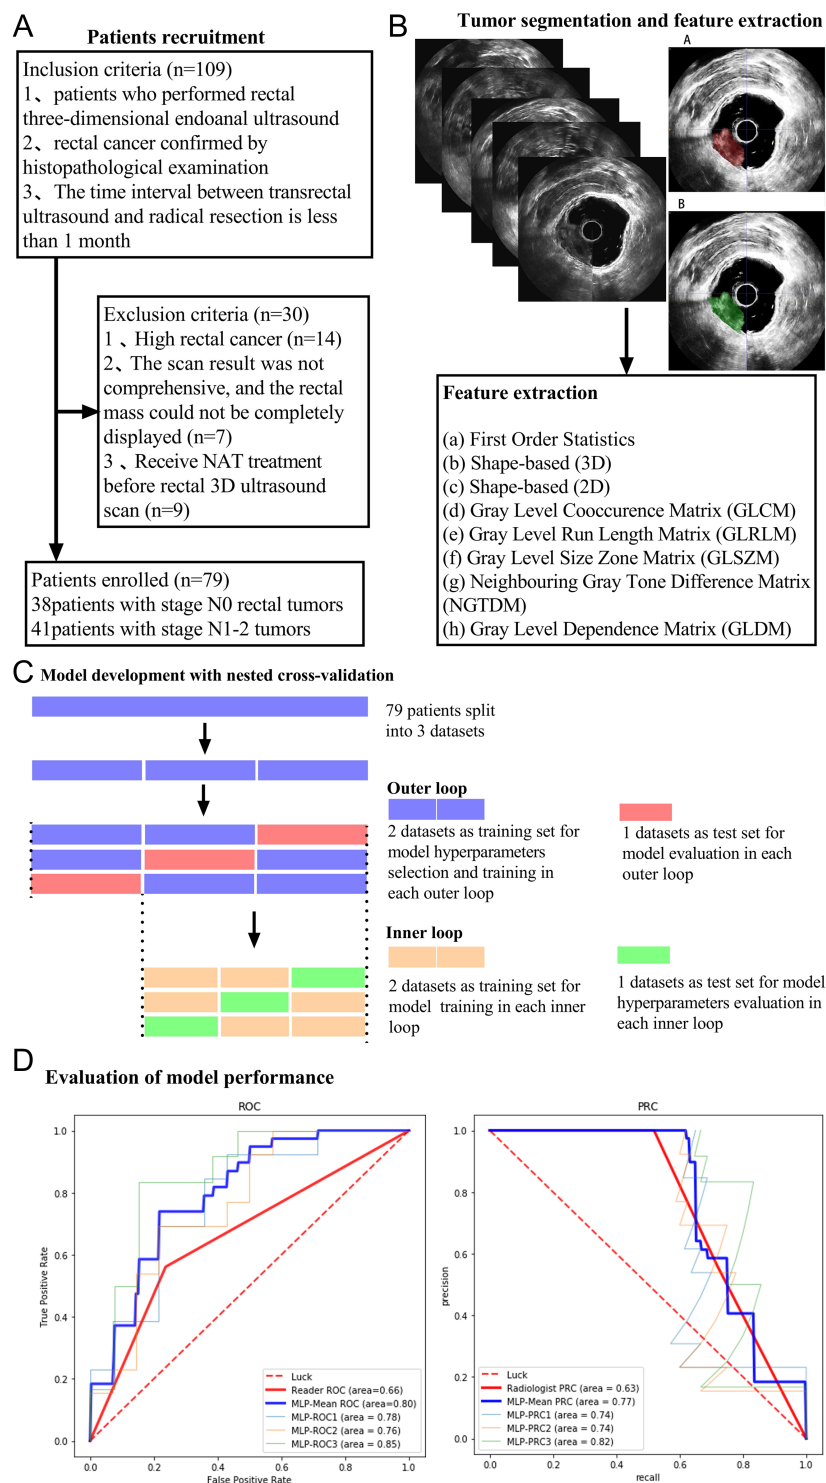 A
Patients recruitment
Inclusion criteria (n=109)
1、patients who performed rectal
three-dimensional endoanal ultrasound
2、rectal cancer confirmed by
histopathological examination
3、The time interval between transrectal
ultrasound and radical resection is less
than 1 month
Exclusion criteria (n=30)
1 、High rectal cancer (n=14)
2、The scan result was not
comprehensive, and the rectal
mass could not be completely
displayed (n=7)
3 、Receive NAT treatment
before rectal 3D ultrasound
scan (n=9)
Patients enrolled (n=79)
38patients with stage N0 rectal tumors
41patients with stage N1-2 tumors
B
Tumor segmentation and feature extraction
A
B
Feature extraction
(a) First Order Statistics
(b) Shape-based (3D)
(c) Shape-based (2D)
(d) Gray Level Cooccurence Matrix (GLCM)
(e) Gray Level Run Length Matrix (GLRLM)
(f) Gray Level Size Zone Matrix (GLSZM)
(g) Neighbouring Gray Tone Difference Matrix
(NGTDM)
(h) Gray Level Dependence Matrix (GLDM)
C
Model development with nested cross-validation
79 patients split
into 3 datasets
Outer loop
2 datasets as training set for
model hyperparameters
selection and training in
each outer loop
1 datasets as test set for
model evaluation in each
outer loop
Inner loop
2 datasets as training set for
model training in each inner
loop
1 datasets as test set for model
hyperparameters evaluation in
each inner loop
D
Evaluation of model performance
ROC
True Positive Rate
1.0
0.8
0.6
0.4
0.2
0.0
0.0
0.2
0.4
0.6
0.8
1.0
False Positive Rate
Luck
Reader ROC (area=0.66)
MLP-Mean ROC (area=0.80)
MLP-ROC1 (area = 0.78)
MLP-ROC2 (area = 0.76)
MLP-ROC3 (area = 0.85)
PRC
precision
1.0
0.8
0.6
0.4
0.2
0.0
0.0
0.2
0.4
0.6
0.8
1.0
recall
Luck
Radiologist PRC (area = 0.63)
MLP-Mean PRC (area = 0.77)
MLP-PRC1 (area = 0.74)
MLP-PRC2 (area = 0.74)
MLP-PRC3 (area = 0.82)